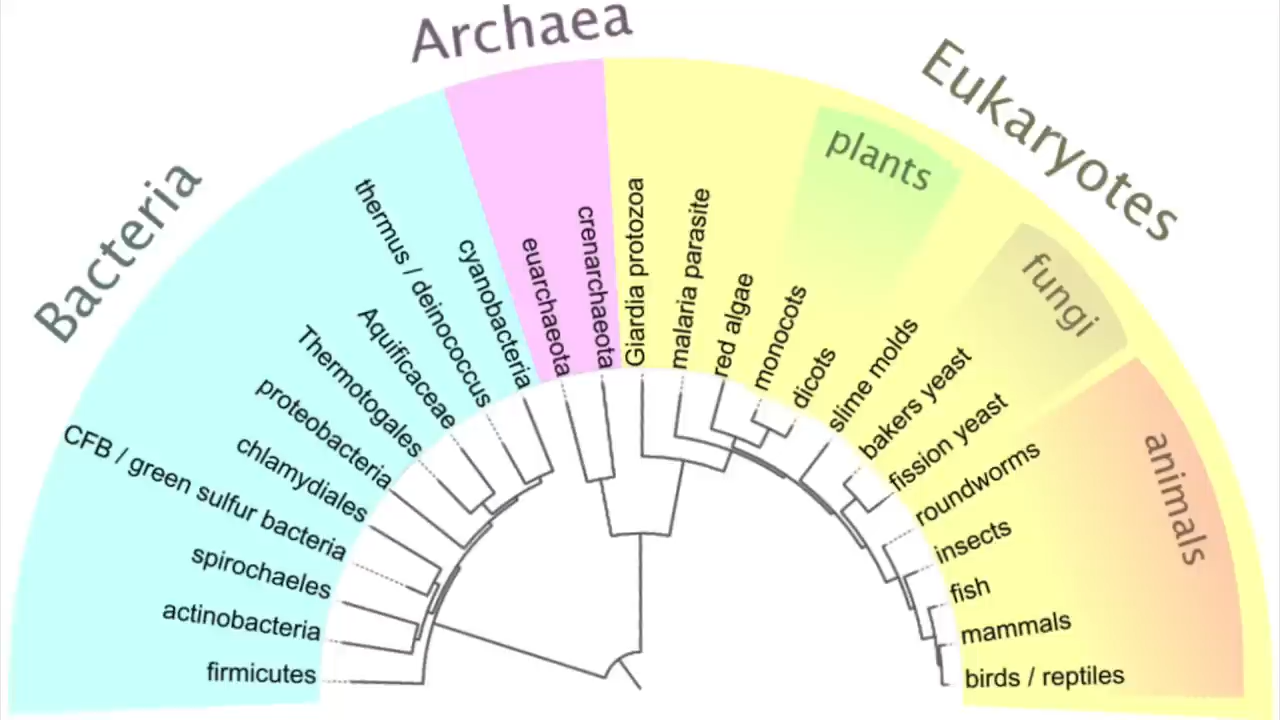 Archaea
Eukaryotes
Bacteria
plants
fungi
animals
firmicutes
actinobacteria
spirochaeles
CFB / green sulfur bacteria
chlamydiales
proteobacteria
Thermotogales
Aquificaceae
thermus / deinococcus
cyanobacteria
euarchaeota
crenarchaeota
Giardia protozoa
malaria parasite
red algae
monocots
dicots
slime molds
bakers yeast
fission yeast
roundworms
insects
fish
mammals
birds / reptiles